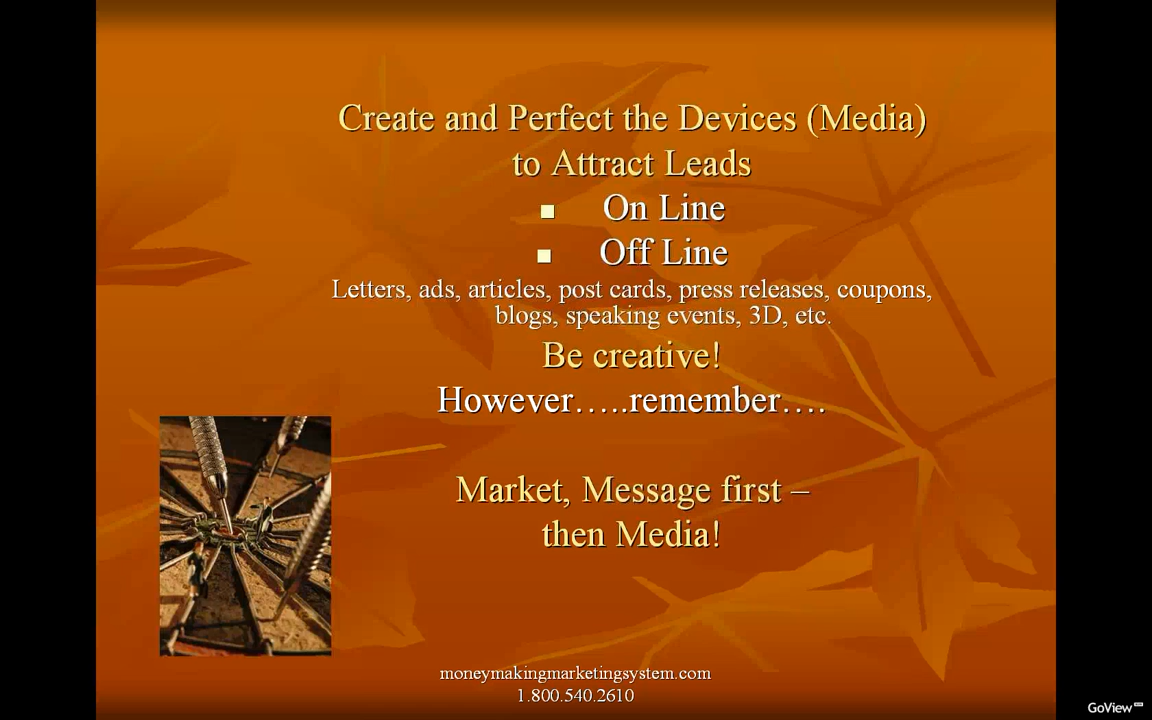 Create and Perfect the Devices (Media)
to Attract Leads
On Line
Off Line
Letters, ads, articles, post cards, press releases, coupons,
blogs, speaking events, 3D, etc.
Be creative!
However…..remember….
Market, Message first –
then Media!
moneymakingmarketingsystem.com
1.800.540.2610
GoView